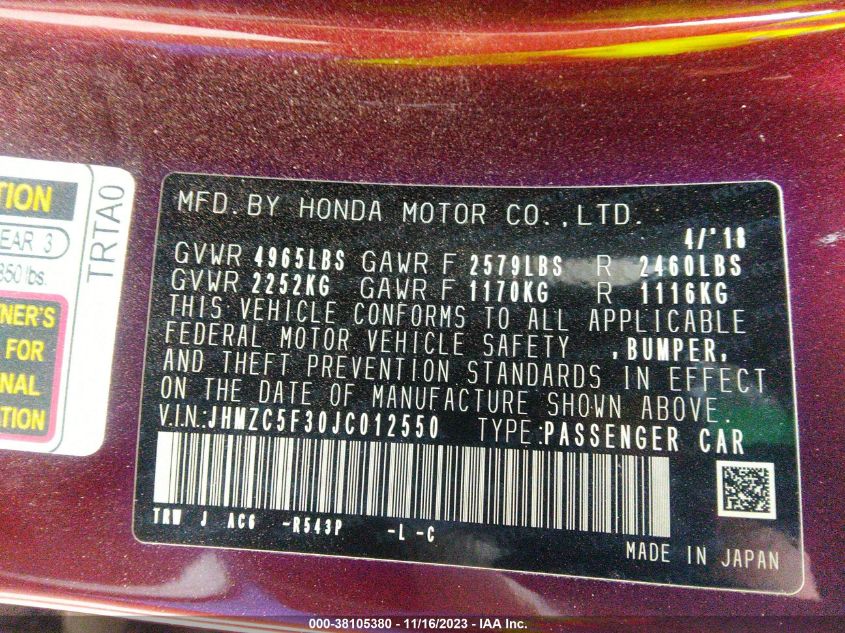 TION
EAR 3
850 lbs.
TRTA0
NER'S
FOR
NAL
ATION
MFD. BY HONDA MOTOR CO., LTD.
4/'18
GVWR 4965LBS GAWR F 2579LBS R 2460LBS
GVWR 2252KG GAWR F 1170KG R 1116KG
THIS VEHICLE CONFORMS TO ALL APPLICABLE
FEDERAL MOTOR VEHICLE SAFETY , BUMPER,
AND THEFT PREVENTION STANDARDS IN EFFECT
ON THE DATE OF MANUFACTURE SHOWN ABOVE.
V.I.N.: JHMZC5F30JC012550 TYPE: PASSENGER CAR
TRW J AC6 -R543P -L -C
MADE IN JAPAN
000-38105380 - 11/16/2023 - IAA Inc.